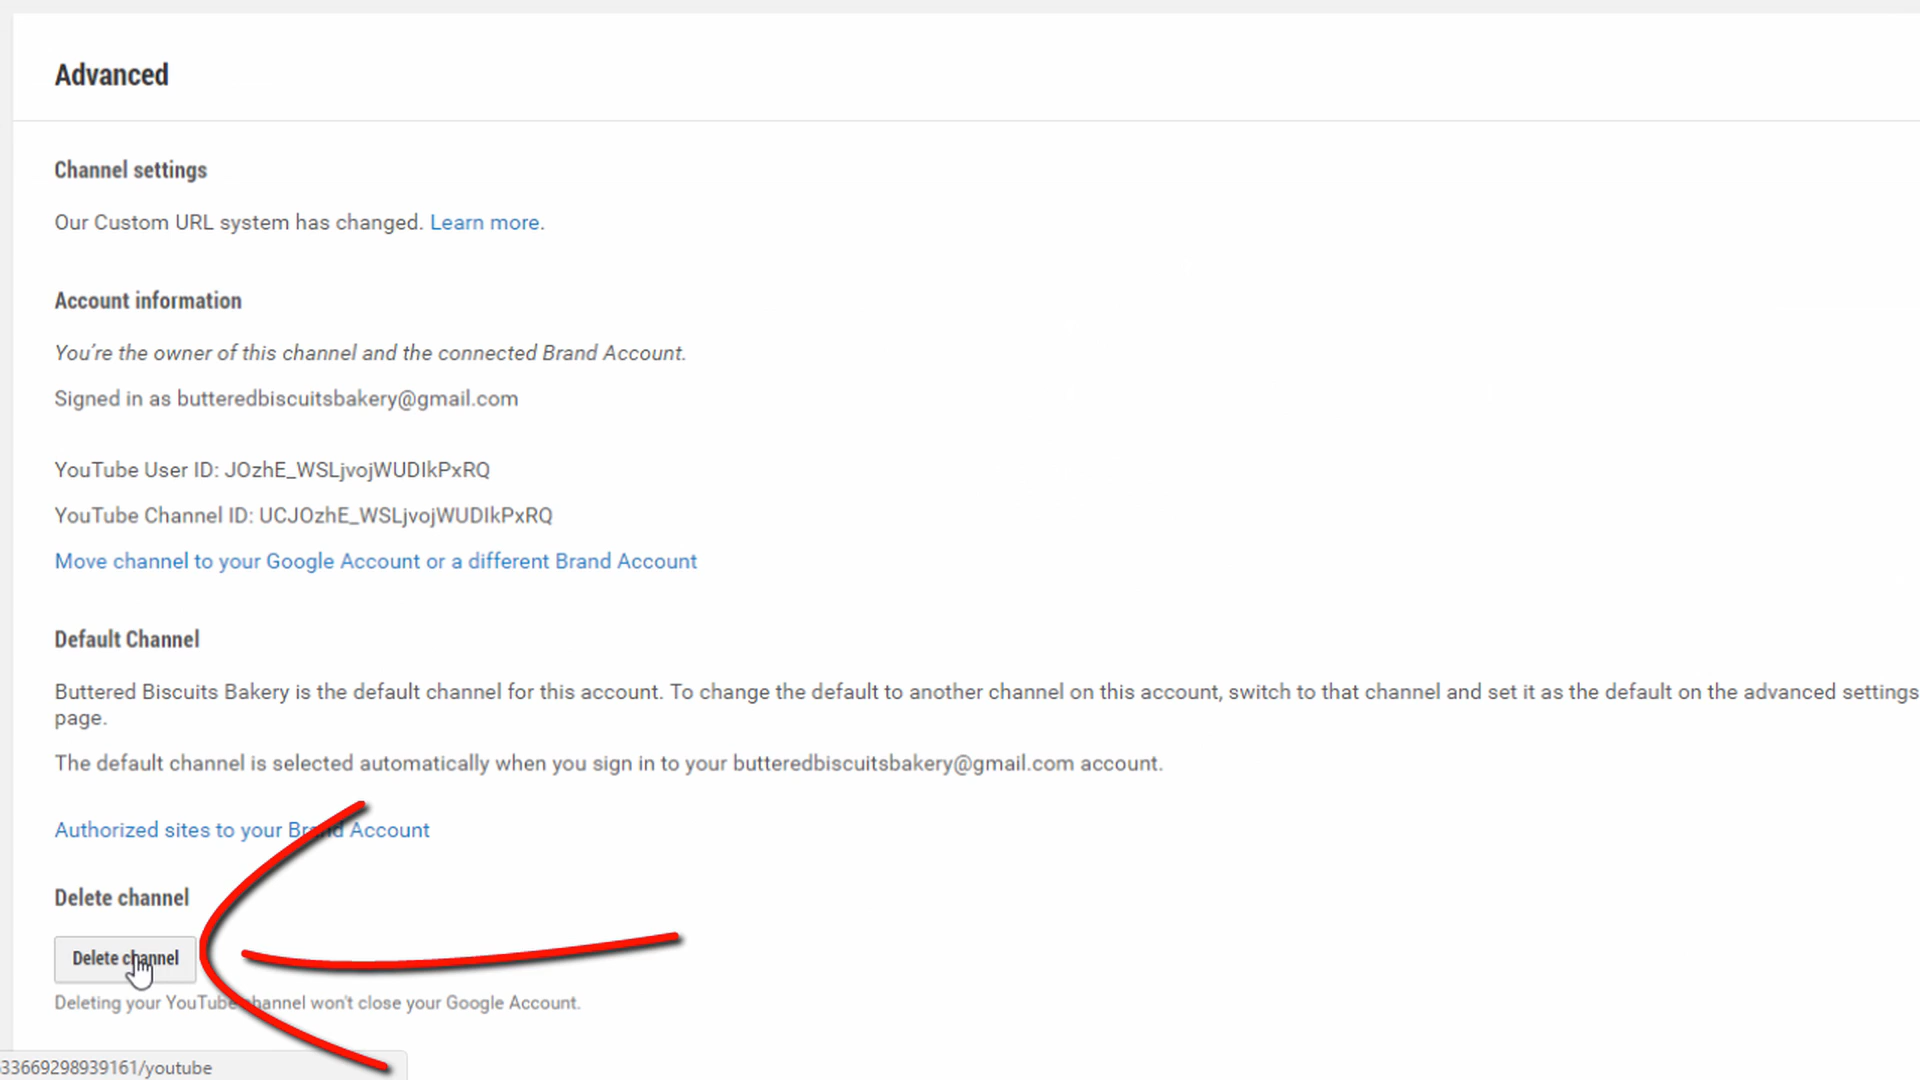 Advanced
Channel settings
Our Custom URL system has changed. Learn more.
Account information
You're the owner of this channel and the connected Brand Account.
Signed in as butteredbiscuitsbakery@gmail.com
YouTube User ID: JOzhE_WSLjvojWUDIkPxRQ
YouTube Channel ID: UCJOzhE_WSLjvojWUDIkPxRQ
Move channel to your Google Account or a different Brand Account
Default Channel
Buttered Biscuits Bakery is the default channel for this account. To change the default to another channel on this account, switch to that channel and set it as the default on the advanced settings
page.
The default channel is selected automatically when you sign in to your butteredbiscuitsbakery@gmail.com account.
Authorized sites to your Brand Account
Delete channel
Delete channel
Deleting your YouTube channel won't close your Google Account.
33669298939161/youtube